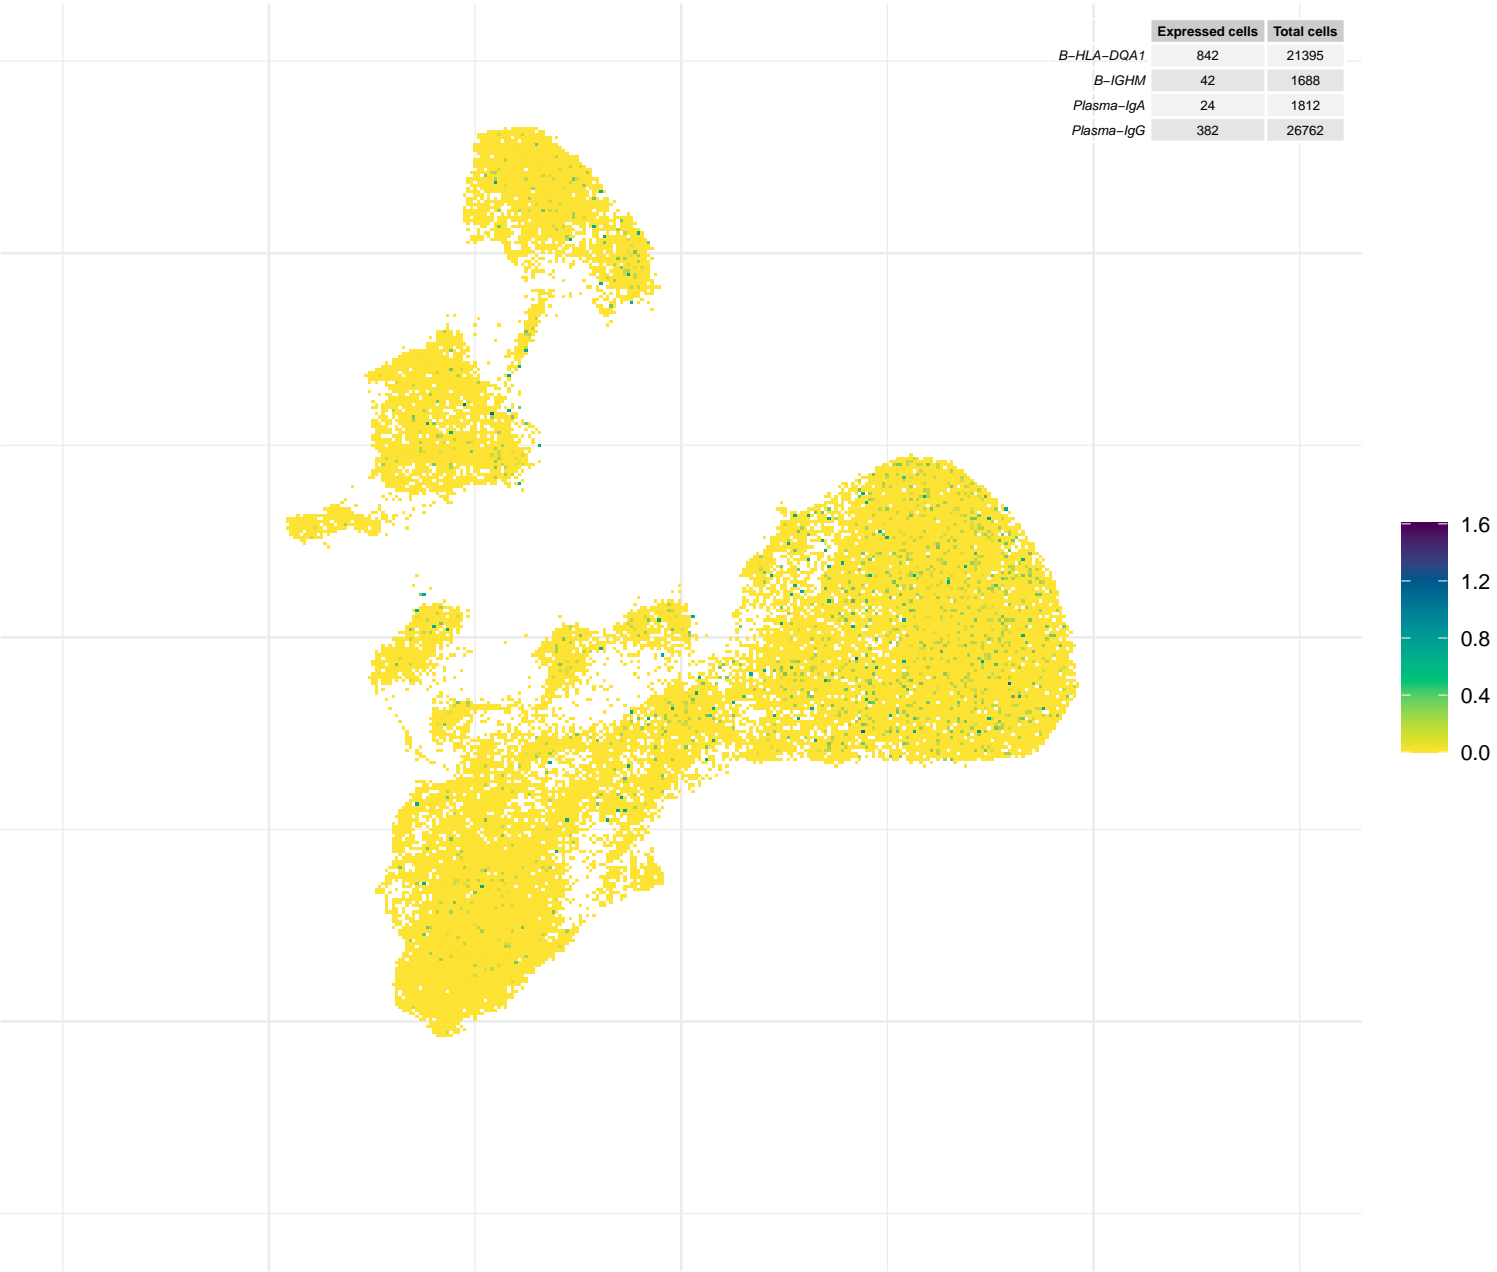 Expressed cells Total cells
B−HLA−DQA1 842 21395
B−IGHM 42 1688
Plasma−IgA 24 1812
Plasma−IgG 382 26762
1.6
1.2
0.8
0.4
0.0